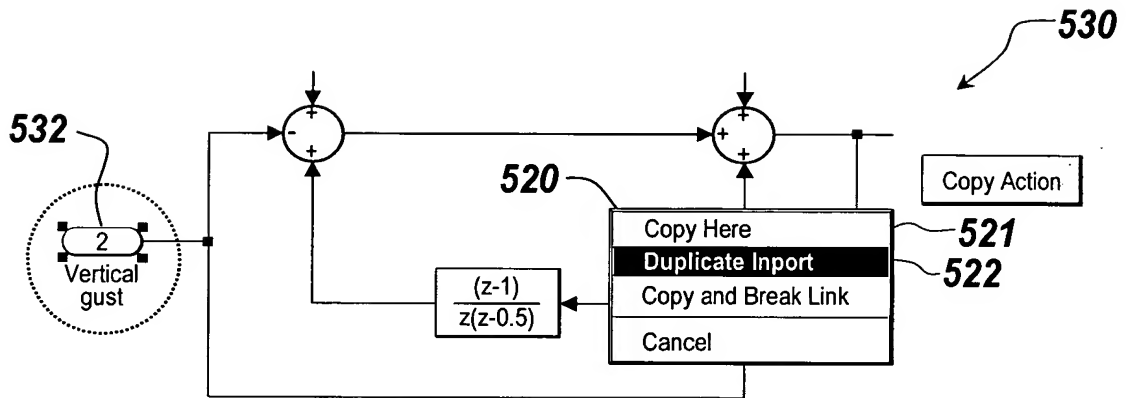 530
532
+
+
-
+
+
+
+
520
Copy Action
Copy Here
521
2
Duplicate Inport
522
Vertical
gust
(z-1)
z(z-0.5)
Copy and Break Link
Cancel